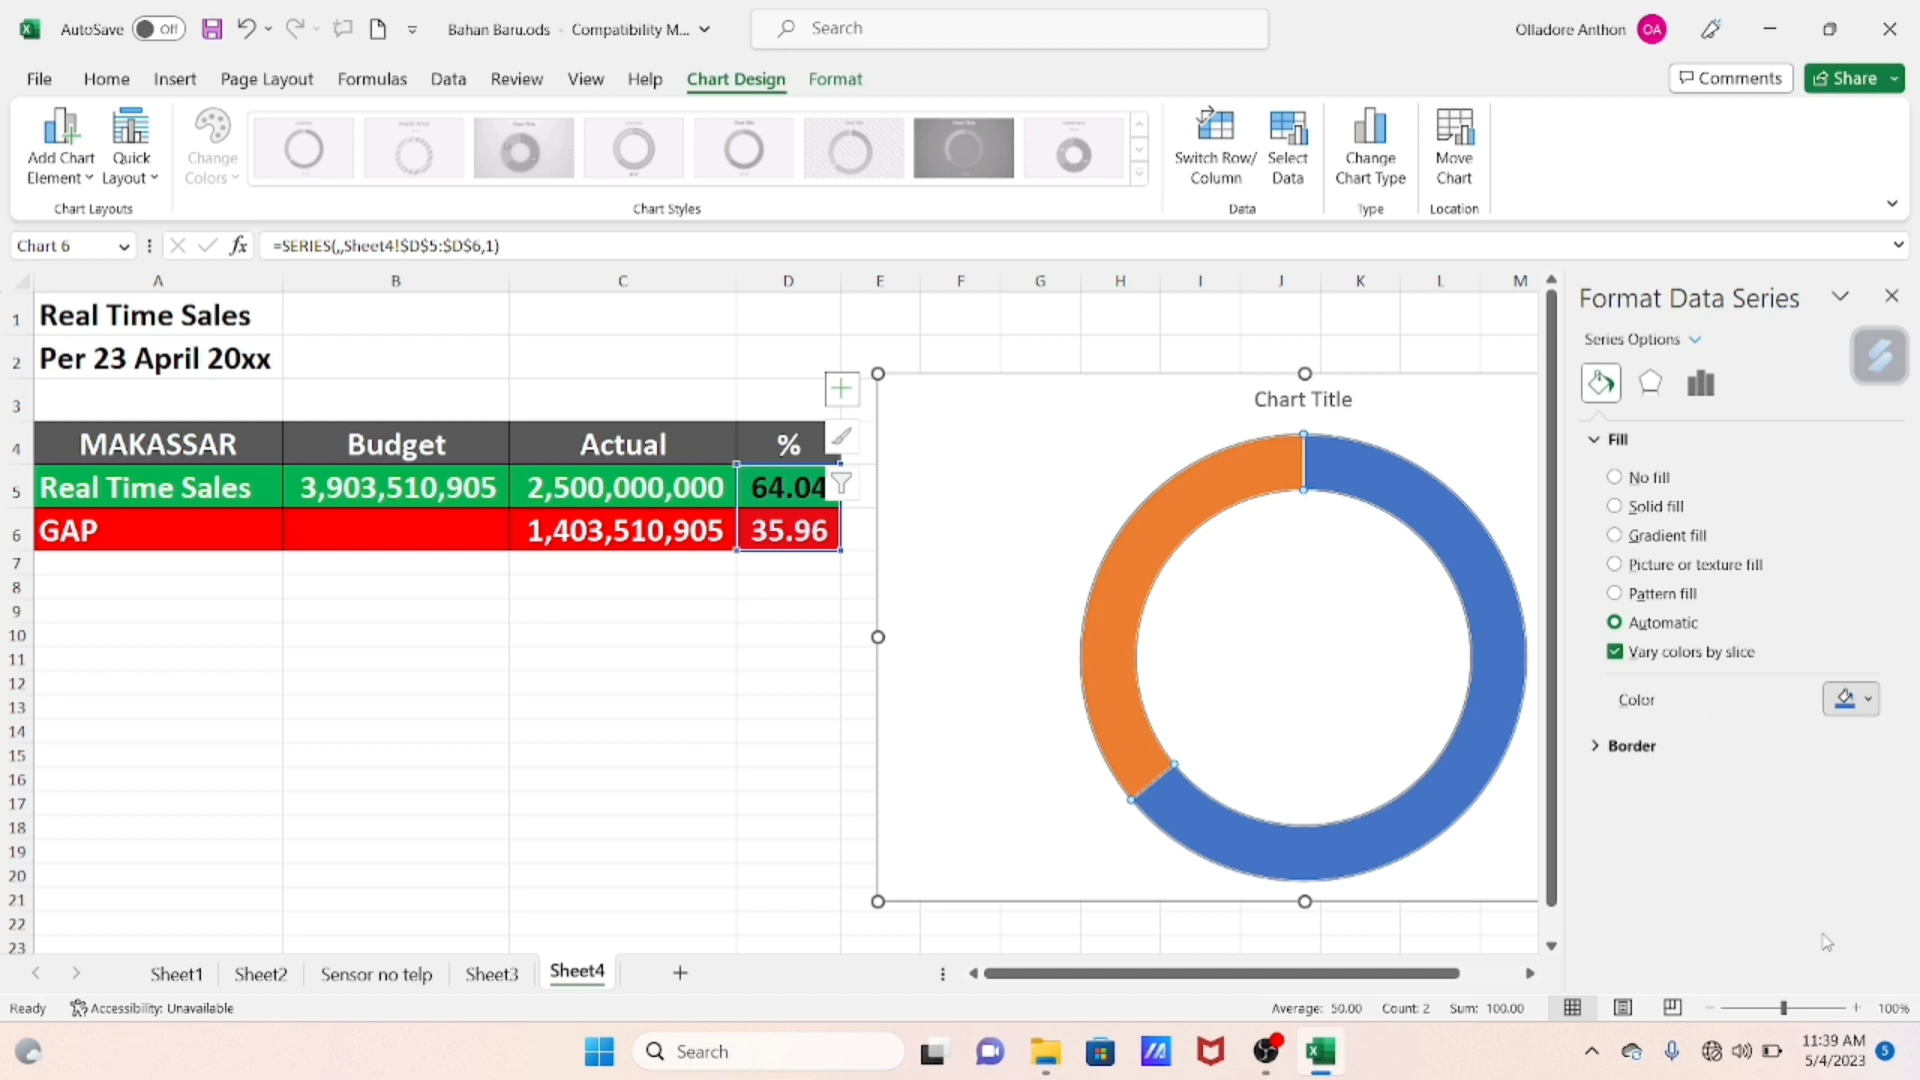 AutoSave Off Bahan Baru.ods - Compatibility M... Search Olladore Anthon OA
File Home Insert Page Layout Formulas Data Review View Help Chart Design Format Comments Share
Add Chart Element Quick Layout Change Colors Switch Row/ Column Select Data Change Chart Type Move Chart
Chart Layouts Chart Styles Data Type Location
Chart 6 fx =SERIES(,,Sheet4!$D$5:$D$6,1)
A B C D E F G H I J K L M
1 Real Time Sales
2 Per 23 April 20xx
3
4 MAKASSAR Budget Actual %
5 Real Time Sales 3,903,510,905 2,500,000,000 64.04
6 GAP 1,403,510,905 35.96
7
8
9
10
11
12
13
14
15
16
17
18
19
20
21
22
23
Chart Title
Format Data Series
Series Options
Fill
No fill
Solid fill
Gradient fill
Picture or texture fill
Pattern fill
Automatic
Vary colors by slice
Color
Border
Sheet1 Sheet2 Sensor no telp Sheet3 Sheet4
Ready Accessibility: Unavailable Average: 50.00 Count: 2 Sum: 100.00 100%
Search 11:39 AM
5/4/2023 5